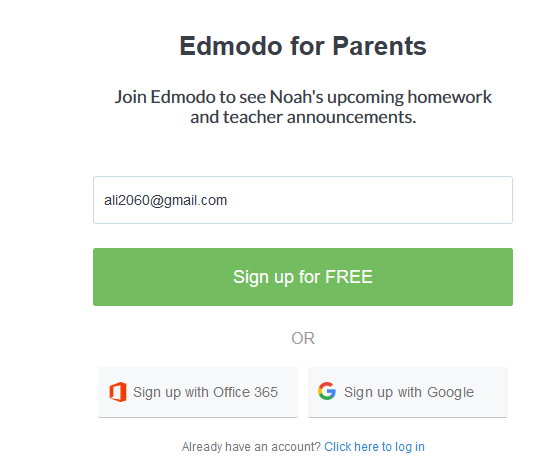 Edmodo for Parents
Join Edmodo to see Noah's upcoming homework
and teacher announcements.
ali2060@gmail.com
Sign up for FREE
OR
Sign up with Office 365
Sign up with Google
Already have an account? Click here to log in